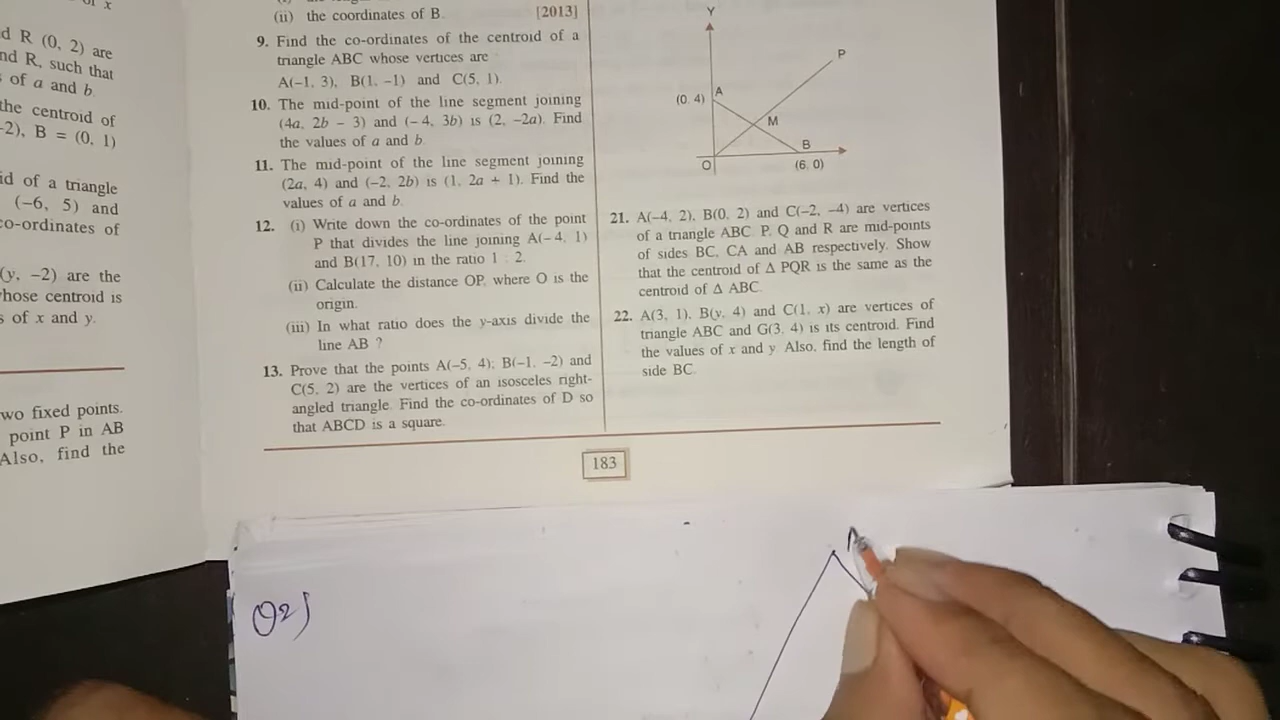 x
d R (0, 2) are
nd R, such that
of a and b.
the centroid of
-2), B = (0, 1)
id of a triangle
(-6, 5) and
co-ordinates of
(y, -2) are the
whose centroid is
s of x and y.
wo fixed points.
point P in AB
Also, find the
(ii) the coordinates of B. [2013]
9. Find the co-ordinates of the centroid of a
triangle ABC whose vertices are
A(-1, 3), B(1, -1) and C(5, 1).
10. The mid-point of the line segment joining
(4a, 2b - 3) and (-4, 3b) is (2, -2a). Find
the values of a and b.
11. The mid-point of the line segment joining
(2a, 4) and (-2, 2b) is (1, 2a + 1). Find the
values of a and b.
12. (i) Write down the co-ordinates of the point
P that divides the line joining A(-4, 1)
and B(17, 10) in the ratio 1 : 2.
(ii) Calculate the distance OP, where O is the
origin.
(iii) In what ratio does the y-axis divide the
line AB ?
13. Prove that the points A(-5, 4); B(-1, -2) and
C(5, 2) are the vertices of an isosceles right-
angled triangle. Find the co-ordinates of D so
that ABCD is a square.
Y
P
A
(0, 4)
M
B
O
(6, 0)
21. A(-4, 2), B(0, 2) and C(-2, -4) are vertices
of a triangle ABC. P, Q and R are mid-points
of sides BC, CA and AB respectively. Show
that the centroid of Δ PQR is the same as the
centroid of Δ ABC.
22. A(3, 1), B(y, 4) and C(1, x) are vertices of
triangle ABC and G(3, 4) is its centroid. Find
the values of x and y. Also, find the length of
side BC.
183